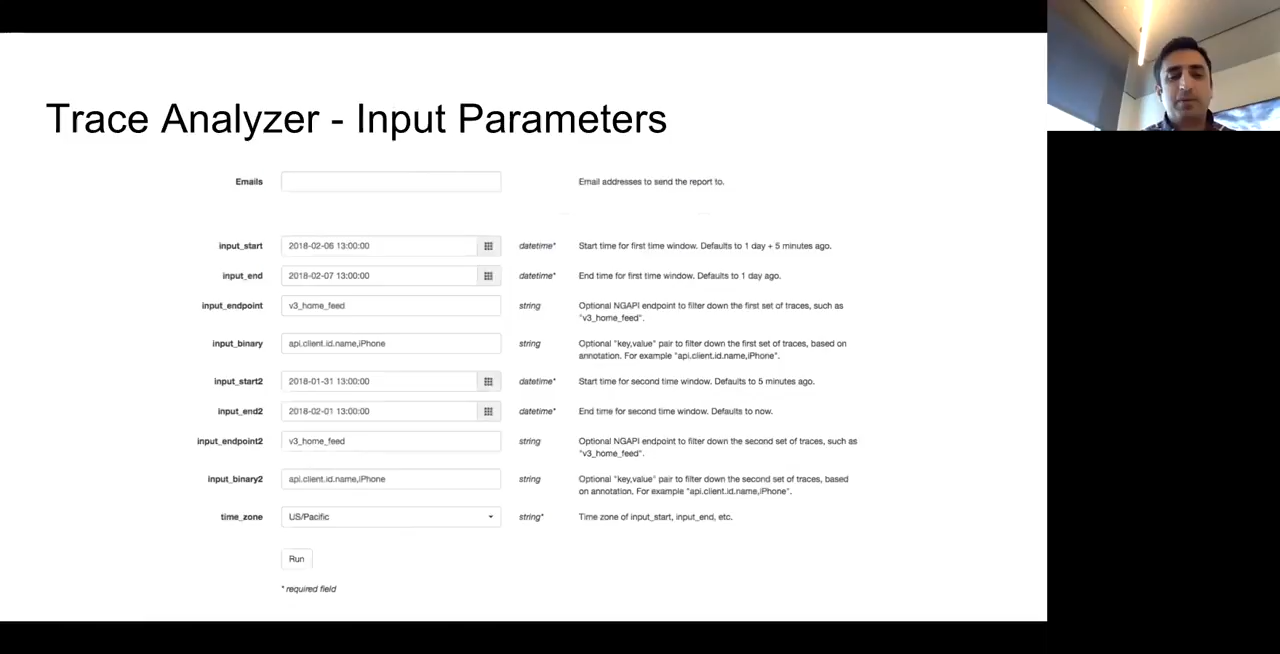 Trace Analyzer - Input Parameters
Emails
Email addresses to send the report to.
input_start
2018-02-06 13:00:00
datetime*
Start time for first time window. Defaults to 1 day + 5 minutes ago.
input_end
2018-02-07 13:00:00
datetime*
End time for first time window. Defaults to 1 day ago.
input_endpoint
v3_home_feed
string
Optional NGAPI endpoint to filter down the first set of traces, such as
"v3_home_feed".
input_binary
api.client.id.name,iPhone
string
Optional "key,value" pair to filter down the first set of traces, based on
annotation. For example "api.client.id.name,iPhone".
input_start2
2018-01-31 13:00:00
datetime*
Start time for second time window. Defaults to 5 minutes ago.
input_end2
2018-02-01 13:00:00
datetime*
End time for second time window. Defaults to now.
input_endpoint2
v3_home_feed
string
Optional NGAPI endpoint to filter down the second set of traces, such as
"v3_home_feed".
input_binary2
api.client.id.name,iPhone
string
Optional "key,value" pair to filter down the second set of traces, based
on annotation. For example "api.client.id.name,iPhone".
time_zone
US/Pacific
string*
Time zone of input_start, input_end, etc.
Run
* required field